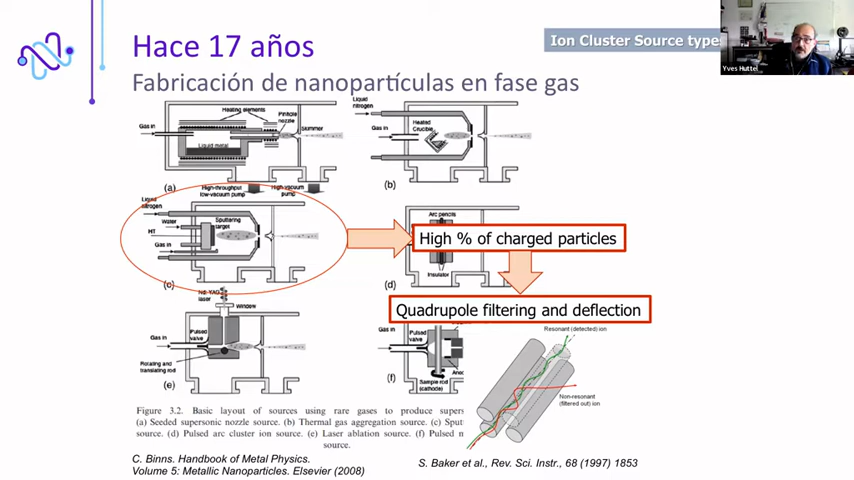 Hace 17 años
Ion Cluster Source type
Fabricación de nanopartículas en fase gas
Yves Huttel
Heating elements
Pinhole
nozzle
Skimmer
Gas in
Liquid metal
(a)
High-throughput
low-vacuum pump
High-vacuum
pump
Liquid
nitrogen
Heated
Crucible
Gas in
(b)
Liquid
nitrogen
Water
HT
Gas in
Sputtering
target
(c)
Arc pencils
Insulator
(d)
High % of charged particles
Quadrupole filtering and deflection
Nd: YAG
laser
Window
Gas in
Pulsed
valve
Rotating and
translating rod
(e)
Gas in
Pulsed
valve
Sample rod
(cathode)
(f)
Resonant (detected) ion
Non-resonant
(filtered out) ion
Figure 3.2. Basic layout of sources using rare gases to produce supers
(a) Seeded supersonic nozzle source. (b) Thermal gas aggregation source. (c) Sput
source. (d) Pulsed arc cluster ion source. (e) Laser ablation source. (f) Pulsed
source.
C. Binns. Handbook of Metal Physics.
Volume 5: Metallic Nanoparticles. Elsevier (2008)
S. Baker et al., Rev. Sci. Instr., 68 (1997) 1853